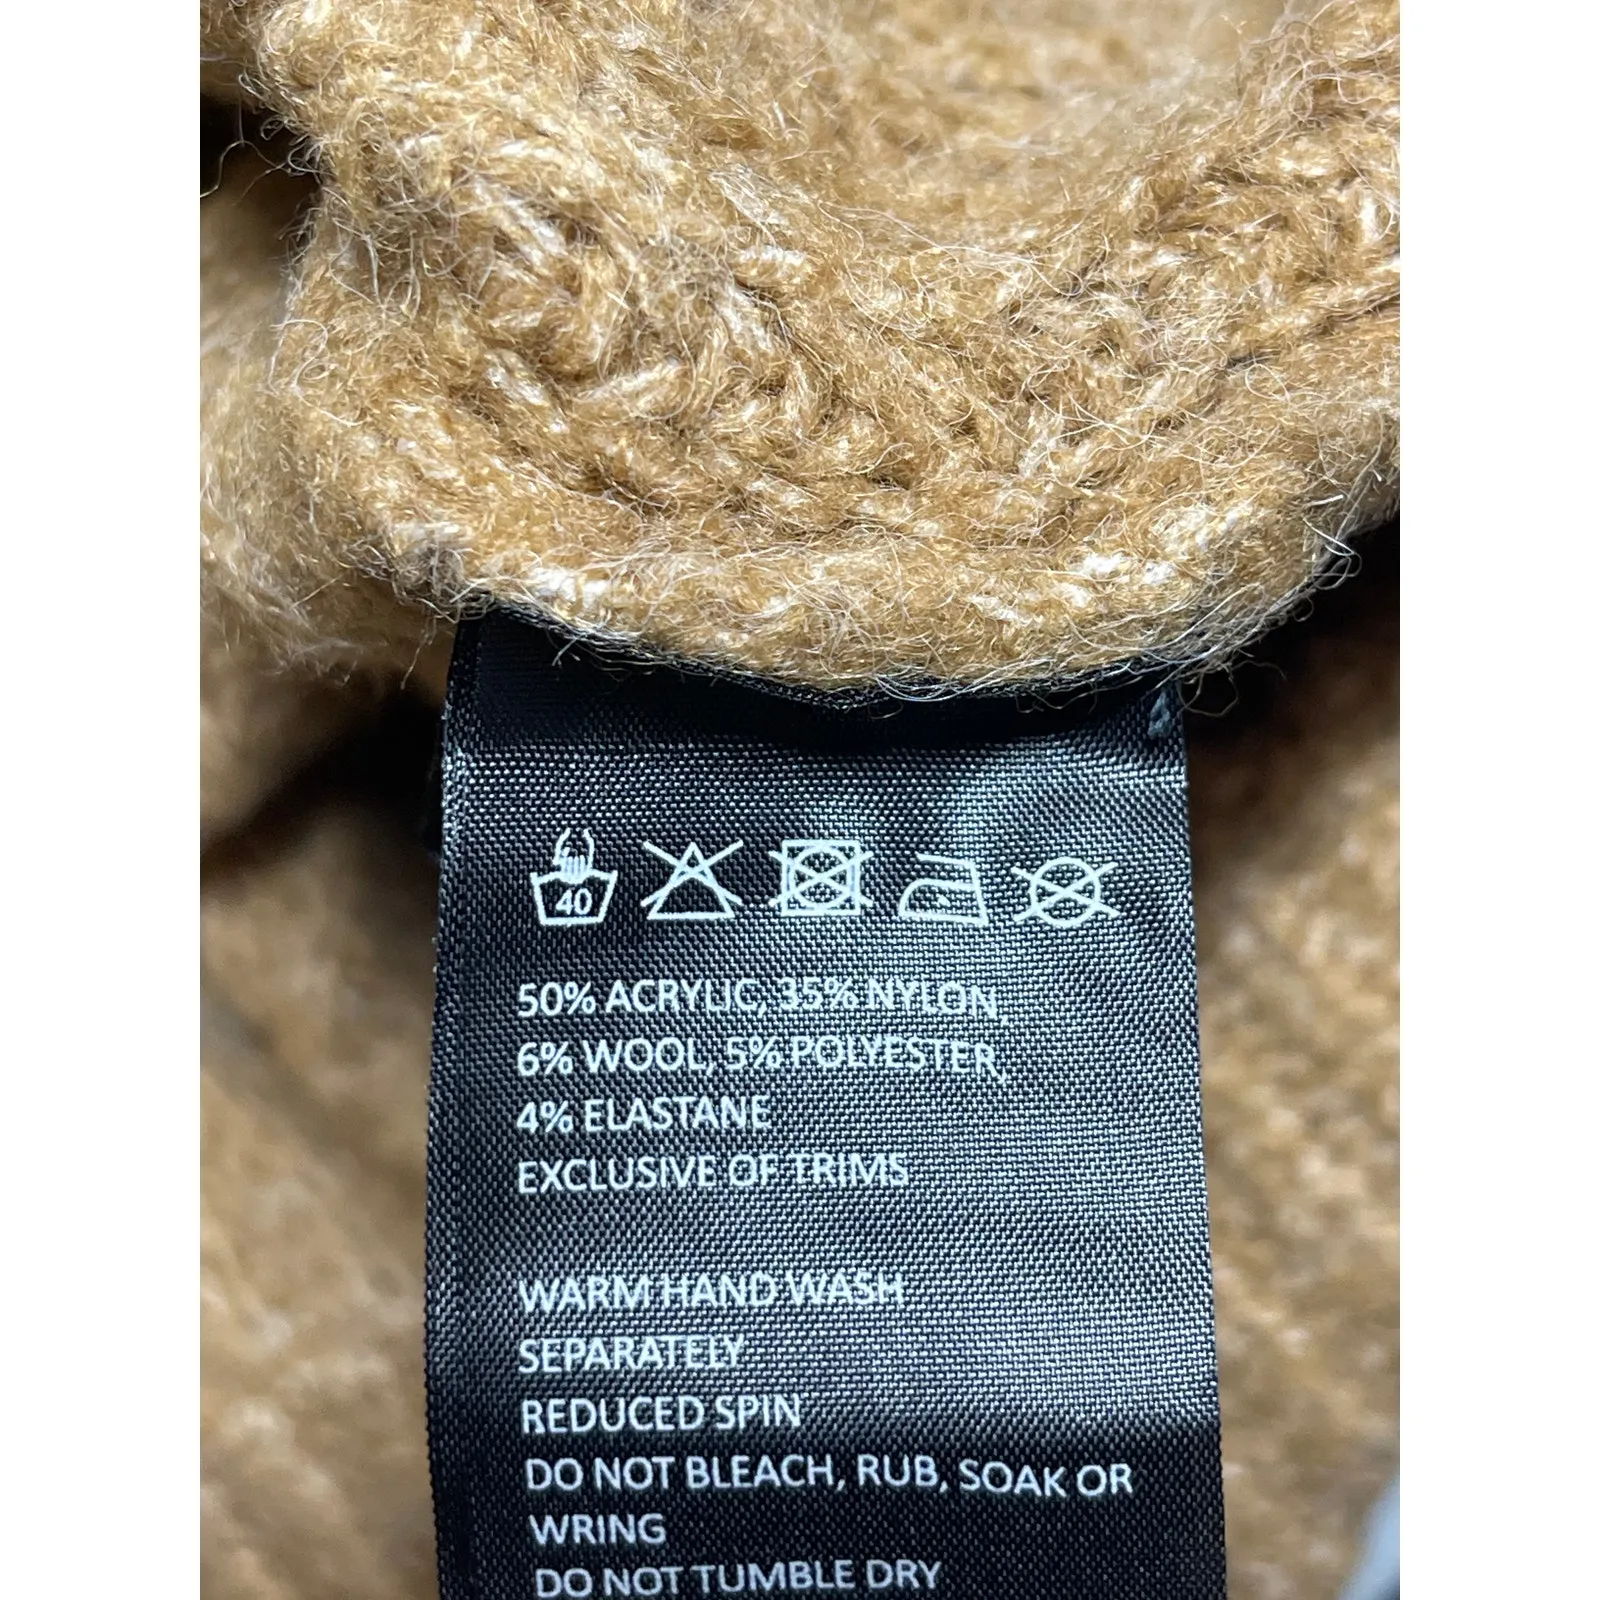 40
50% ACRYLIC, 35% NYLON,
6% WOOL, 5% POLYESTER,
4% ELASTANE
EXCLUSIVE OF TRIMS
WARM HAND WASH
SEPARATELY
REDUCED SPIN
DO NOT BLEACH, RUB, SOAK OR
WRING
DO NOT TUMBLE DRY